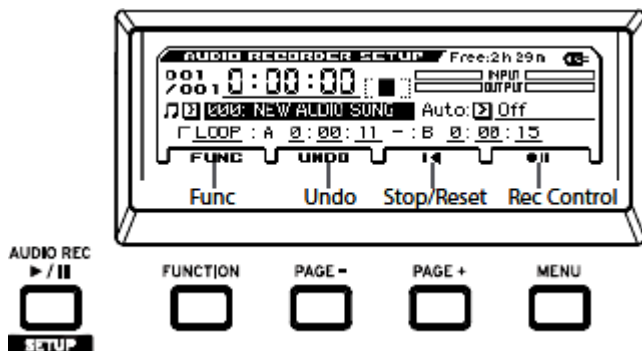 AUDIO RECORDER SETUP Free:2h 29m
001 /001 0:00:00 INPUT OUTPUT
000: NEW AUDIO SONG Auto: Off
LOOP : A 0:00:11 - : B 0:00:15
FUNC UNDO
Func Undo Stop/Reset Rec Control
AUDIO REC
►/II FUNCTION PAGE - PAGE + MENU
SETUP